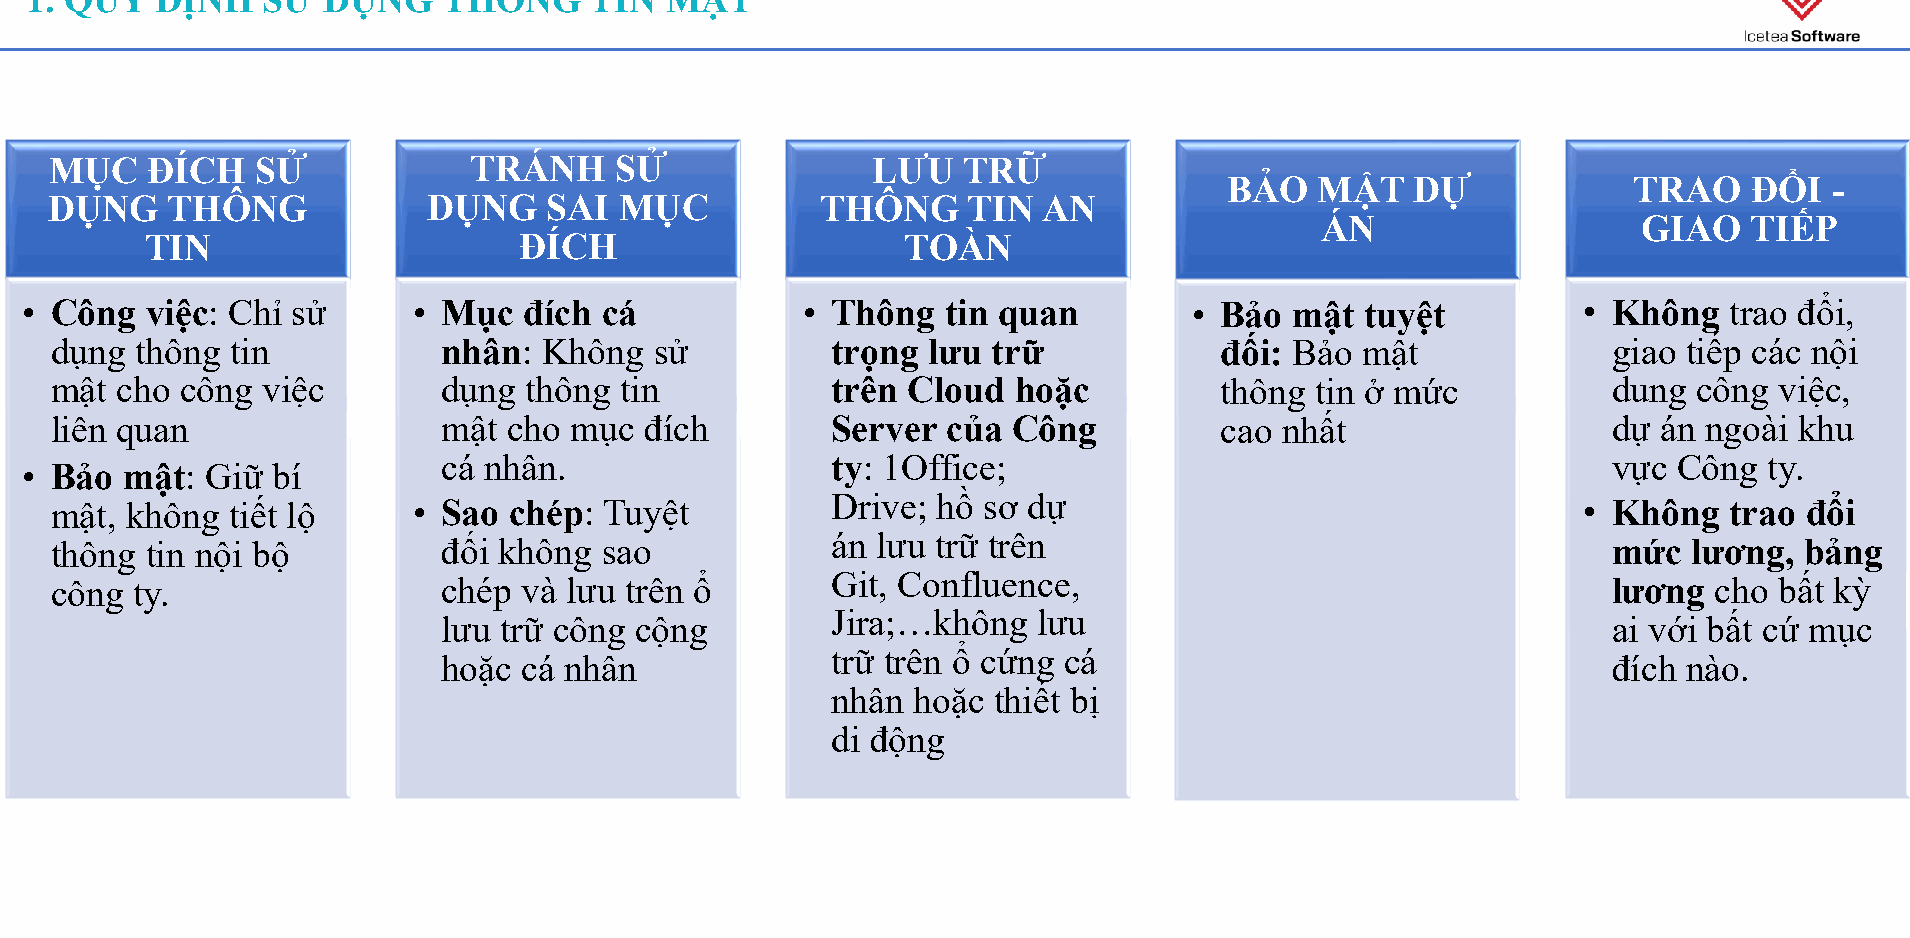 1. QUY ĐỊNH SỬ DỤNG THÔNG TIN MẬT
Icetea Software
MỤC ĐÍCH SỬ
DỤNG THÔNG
TIN
• Công việc: Chỉ sử
dụng thông tin
mật cho công việc
liên quan
• Bảo mật: Giữ bí
mật, không tiết lộ
thông tin nội bộ
công ty.
TRÁNH SỬ
DỤNG SAI MỤC
ĐÍCH
• Mục đích cá
nhân: Không sử
dụng thông tin
mật cho mục đích
cá nhân.
• Sao chép: Tuyệt
đối không sao
chép và lưu trên ổ
lưu trữ công cộng
hoặc cá nhân
LƯU TRỮ
THÔNG TIN AN
TOÀN
• Thông tin quan
trọng lưu trữ
trên Cloud hoặc
Server của Công
ty: 1Office;
Drive; hồ sơ dự
án lưu trữ trên
Git, Confluence,
Jira;…không lưu
trữ trên ổ cứng cá
nhân hoặc thiết bị
di động
BẢO MẬT DỰ
ÁN
• Bảo mật tuyệt
đối: Bảo mật
thông tin ở mức
cao nhất
TRAO ĐỔI -
GIAO TIẾP
• Không trao đổi,
giao tiếp các nội
dung công việc,
dự án ngoài khu
vực Công ty.
• Không trao đổi
mức lương, bảng
lương cho bất kỳ
ai với bất cứ mục
đích nào.